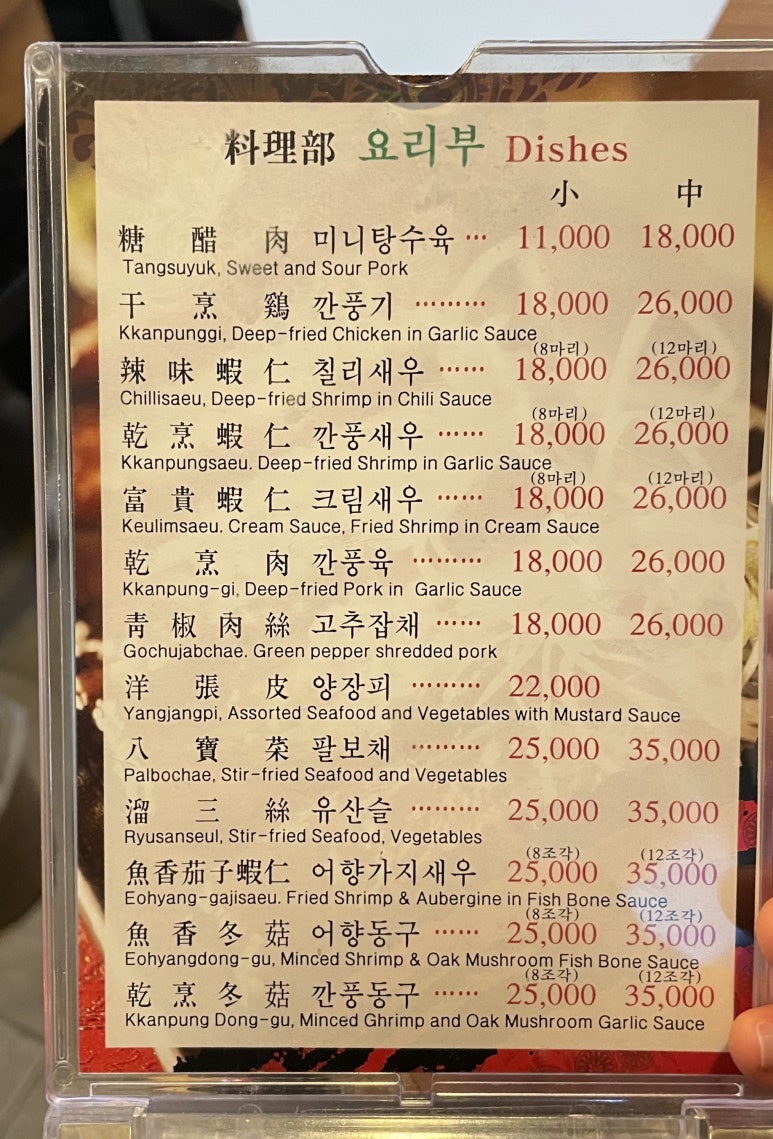 料理部 요리부 Dishes
小 中
糖醋肉 미니탕수육 ··· 11,000 18,000
Tangsuyuk, Sweet and Sour Pork
干烹鷄 깐풍기 ········· 18,000 26,000
Kkanpunggi, Deep-fried Chicken in Garlic Sauce
(8마리) (12마리)
辣味蝦仁 칠리새우 ······ 18,000 26,000
Chillisaeu, Deep-fried Shrimp in Chili Sauce
(8마리) (12마리)
乾烹蝦仁 깐풍새우 ······ 18,000 26,000
Kkanpungsaeu. Deep-fried Shrimp in Garlic Sauce
(8마리) (12마리)
富貴蝦仁 크림새우 ······ 18,000 26,000
Keulimsaeu. Cream Sauce, Fried Shrimp in Cream Sauce
乾烹肉 깐풍육 ········· 18,000 26,000
Kkanpung-gi, Deep-fried Pork in Garlic Sauce
靑椒肉絲 고추잡채 ······ 18,000 26,000
Gochujabchae. Green pepper shredded pork
洋張皮 양장피 ········· 22,000
Yangjangpi, Assorted Seafood and Vegetables with Mustard Sauce
八寶菜 팔보채 ········· 25,000 35,000
Palbochae, Stir-fried Seafood and Vegetables
溜三絲 유산슬 ········· 25,000 35,000
Ryusanseul, Stir-fried Seafood, Vegetables
(8조각) (12조각)
魚香茄子蝦仁 어향가지새우 25,000 35,000
Eohyang-gajisaeu. Fried Shrimp & Aubergine in Fish Bone Sauce
(8조각) (12조각)
魚香冬菇 어향동구 ······ 25,000 35,000
Eohyangdong-gu, Minced Shrimp & Oak Mushroom Fish Bone Sauce
(8조각) (12조각)
乾烹冬菇 깐풍동구 ······ 25,000 35,000
Kkanpung Dong-gu, Minced Ghrimp and Oak Mushroom Garlic Sauce